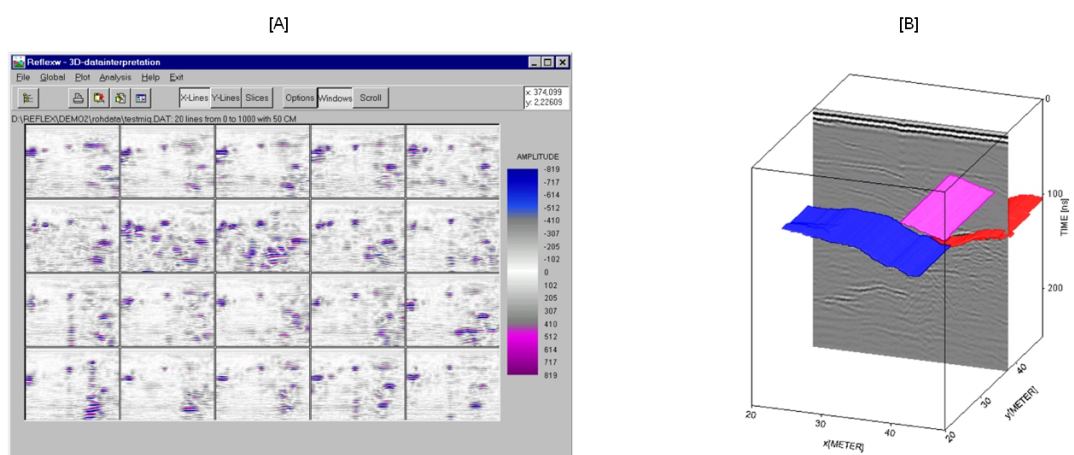 [A]
[B]
Reflexw - 3D-datainterpretation
File Global Plot Analysis Help Exit
X-Lines Y-Lines Slices Options Windows Scroll
x: 374,099
y: 2,22609
D:\REFLEX\DEMO2\rohdata\testmig.DAT: 20 lines from 0 to 1000 with 50 CM
AMPLITUDE
-819
-717
-614
-512
-410
-307
-205
-102
0
102
205
307
410
512
614
717
819
0
100
200
TIME [ns]
20
30
40
x[METER]
20
30
40
y[METER]